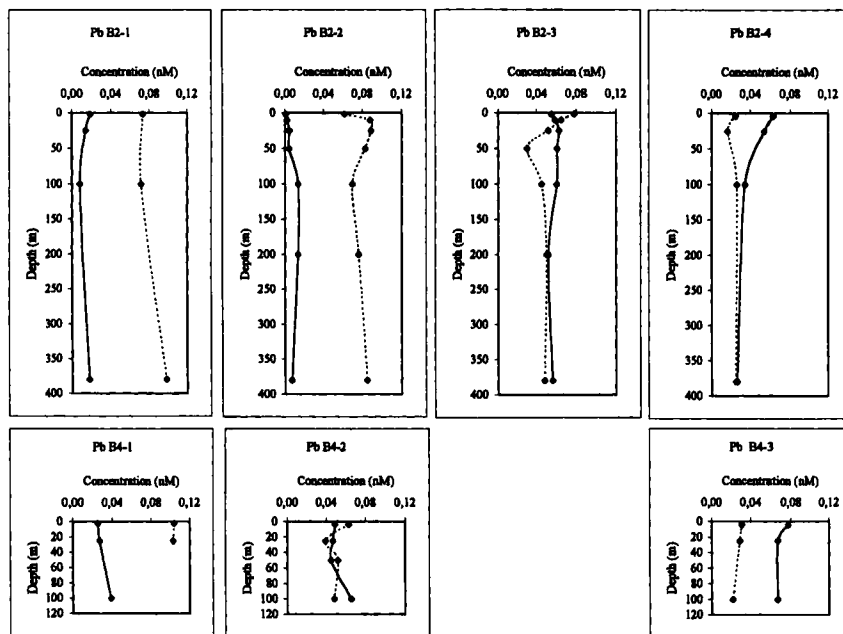 Pb B2-1
Concentration (nM)
0,00 0,04 0,08 0,12
0
50
100
150
200
250
300
350
400
Depth (m)
Pb B2-2
Concentration (nM)
0,00 0,04 0,08 0,12
0
50
100
150
200
250
300
350
400
Depth (m)
Pb B2-3
Concentration (nM)
0,00 0,04 0,08 0,12
0
50
100
150
200
250
300
350
400
Depth (m)
Pb B2-4
Concentration (nM)
0,00 0,04 0,08 0,12
0
50
100
150
200
250
300
350
400
Depth (m)
Pb B4-1
Concentration (nM)
0,00 0,04 0,08 0,12
0
20
40
60
80
100
120
Depth (m)
Pb B4-2
Concentration (nM)
0,00 0,04 0,08 0,12
0
20
40
60
80
100
120
Depth (m)
Pb B4-3
Concentration (nM)
0,00 0,04 0,08 0,12
0
20
40
60
80
100
120
Depth (m)